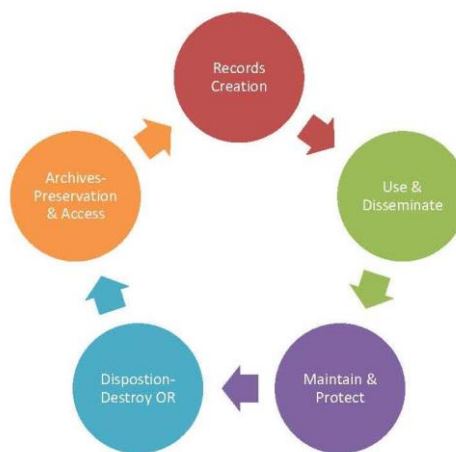 Records
Creation
Use &
Disseminate
Maintain &
Protect
Dispostion-
Destroy OR
Archives-
Preservation
& Access